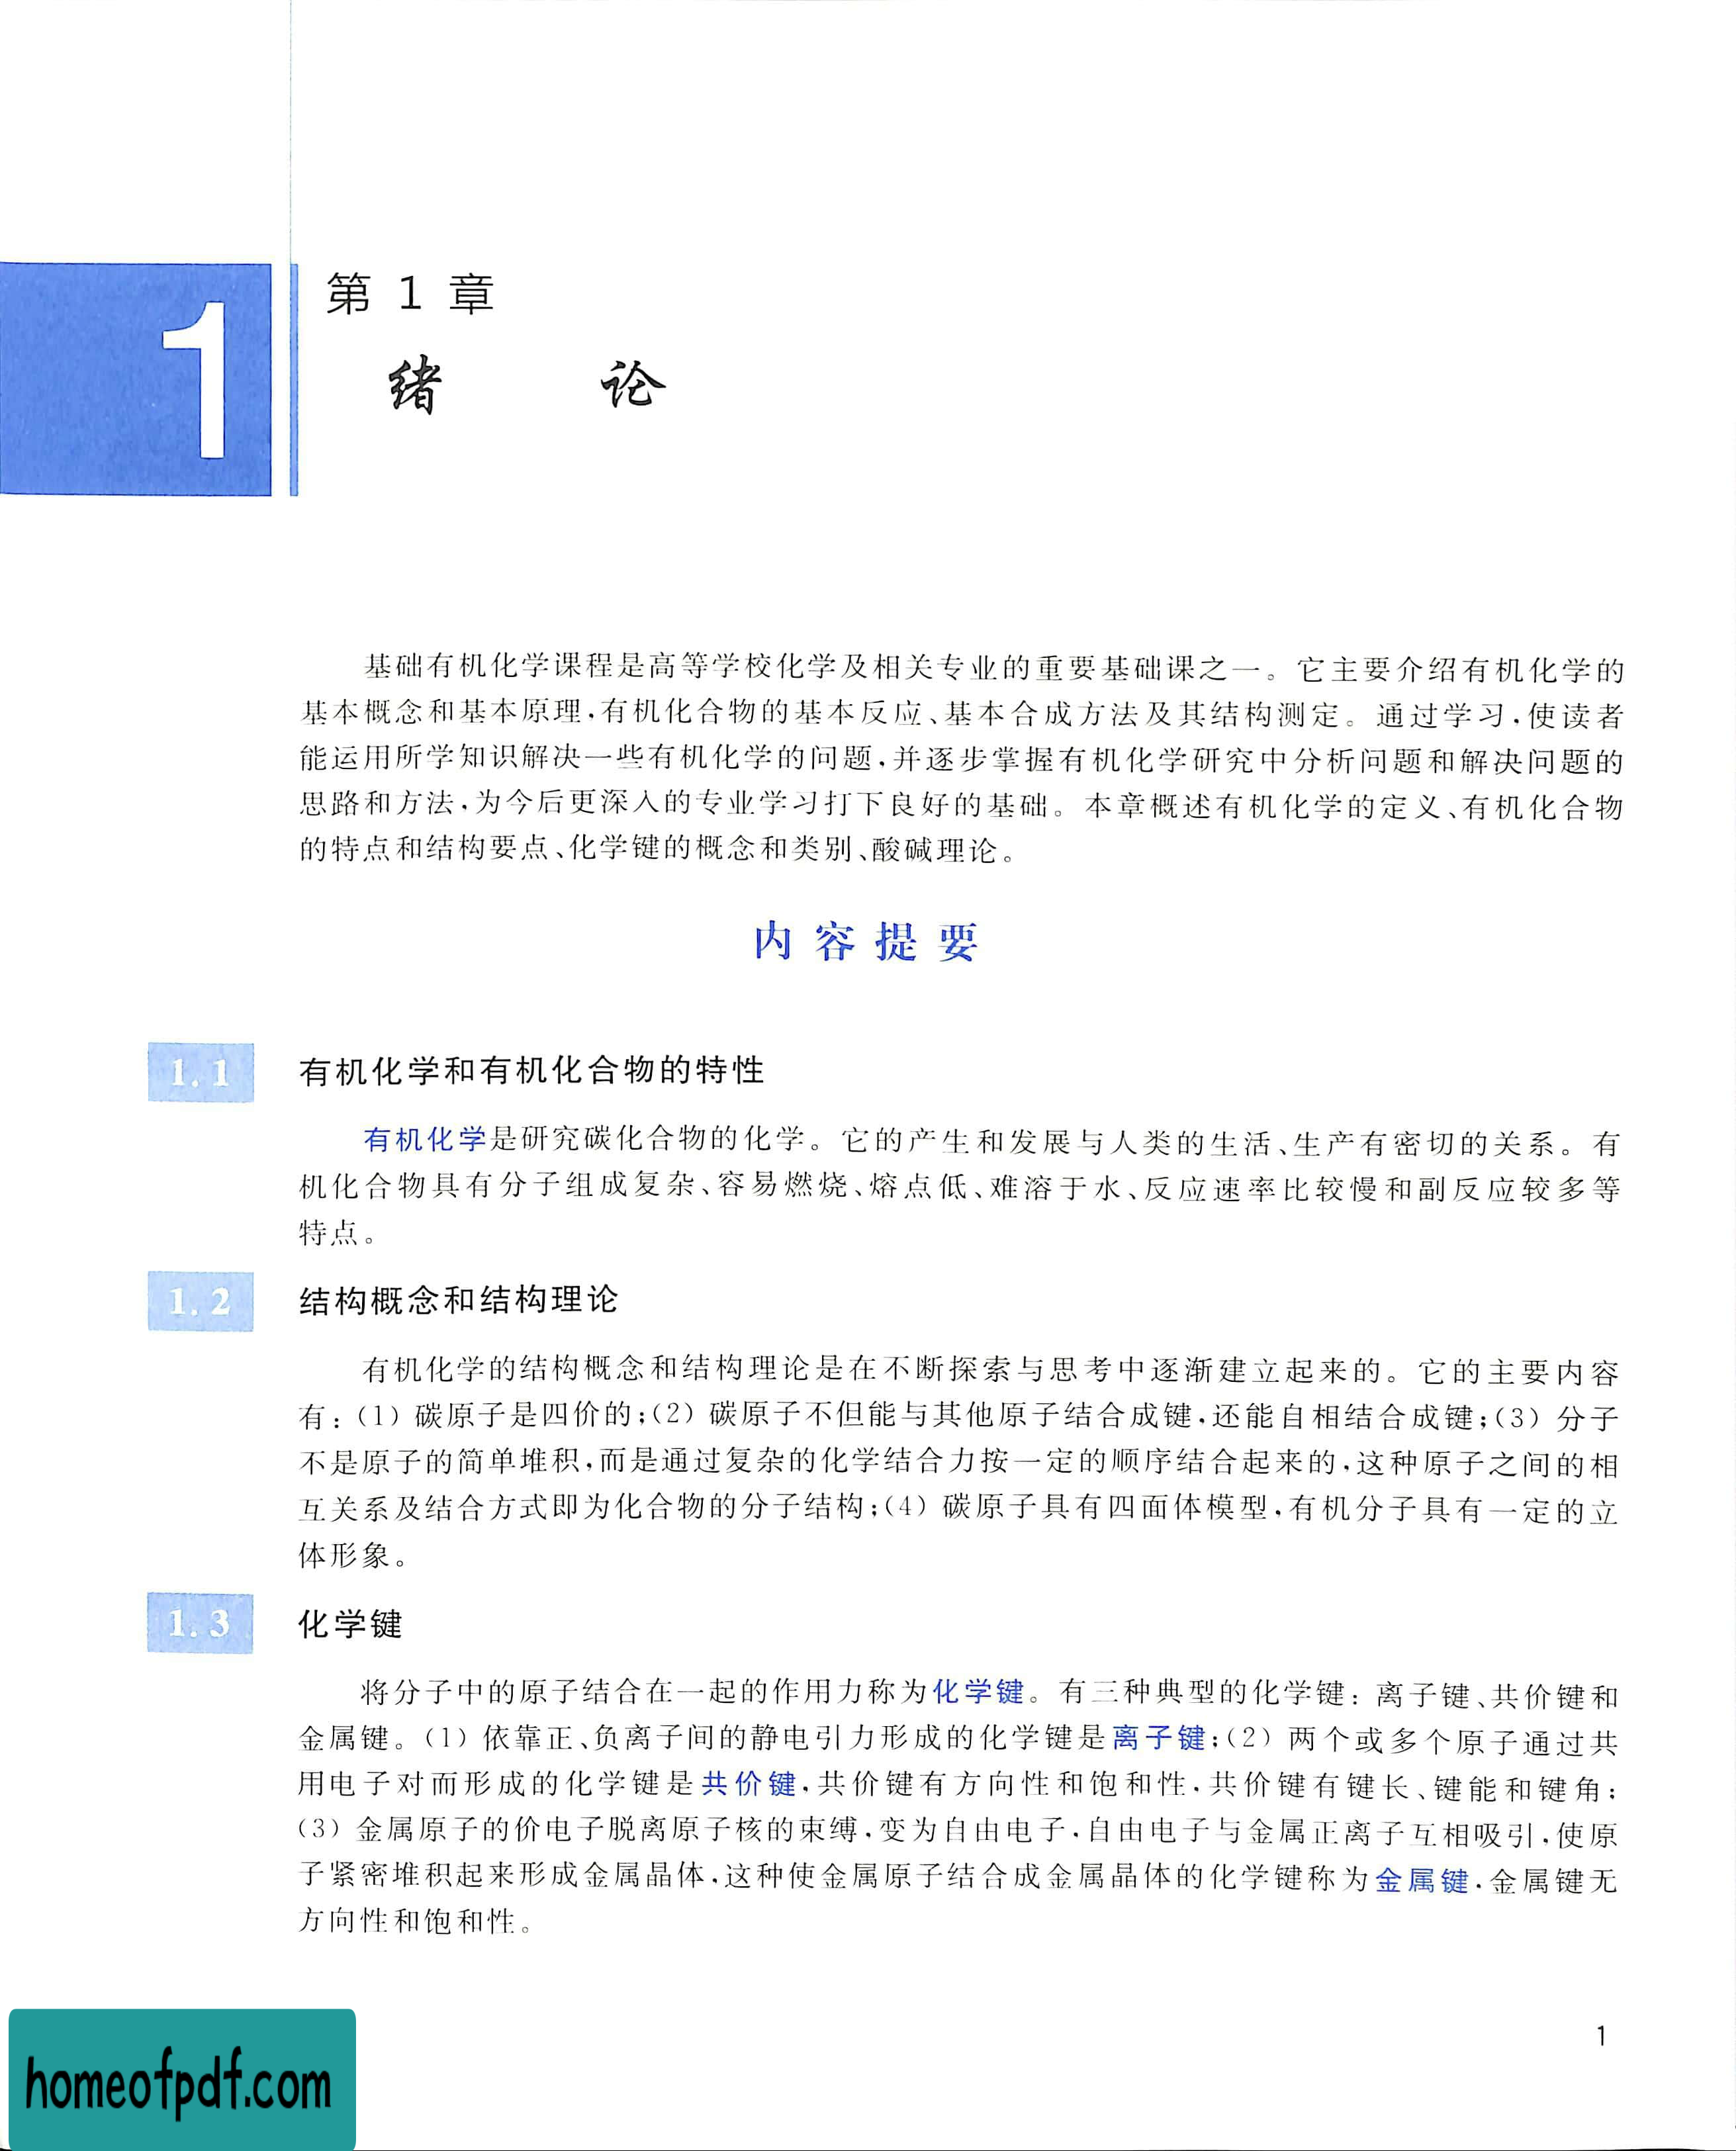 1
第 1 章
绪 论
基础有机化学课程是高等学校化学及相关专业的重要基础课之一。它主要介绍有机化学的
基本概念和基本原理,有机化合物的基本反应、基本合成方法及其结构测定。通过学习,使读者
能运用所学知识解决一些有机化学的问题,并逐步掌握有机化学研究中分析问题和解决问题的
思路和方法,为今后更深入的专业学习打下良好的基础。本章概述有机化学的定义、有机化合物
的特点和结构要点、化学键的概念和类别、酸碱理论。
内容提要
1.1 有机化学和有机化合物的特性
有机化学是研究碳化合物的化学。它的产生和发展与人类的生活、生产有密切的关系。有
机化合物具有分子组成复杂、容易燃烧、熔点低、难溶于水、反应速率比较慢和副反应较多等
特点。
1.2 结构概念和结构理论
有机化学的结构概念和结构理论是在不断探索与思考中逐渐建立起来的。它的主要内容
有:(1) 碳原子是四价的;(2) 碳原子不但能与其他原子结合成键,还能自相结合成键;(3) 分子
不是原子的简单堆积,而是通过复杂的化学结合力按一定的顺序结合起来的,这种原子之间的相
互关系及结合方式即为化合物的分子结构;(4) 碳原子具有四面体模型,有机分子具有一定的立
体形象。
1.3 化学键
将分子中的原子结合在一起的作用力称为化学键。有三种典型的化学键:离子键、共价键和
金属键。(1) 依靠正、负离子间的静电引力形成的化学键是离子键;(2) 两个或多个原子通过共
用电子对而形成的化学键是共价键,共价键有方向性和饱和性,共价键有键长、键能和键角;
(3) 金属原子的价电子脱离原子核的束缚,变为自由电子,自由电子与金属正离子互相吸引,使原
子紧密堆积起来形成金属晶体,这种使金属原子结合成金属晶体的化学键称为金属键,金属键无
方向性和饱和性。
1
homeofpdf.com